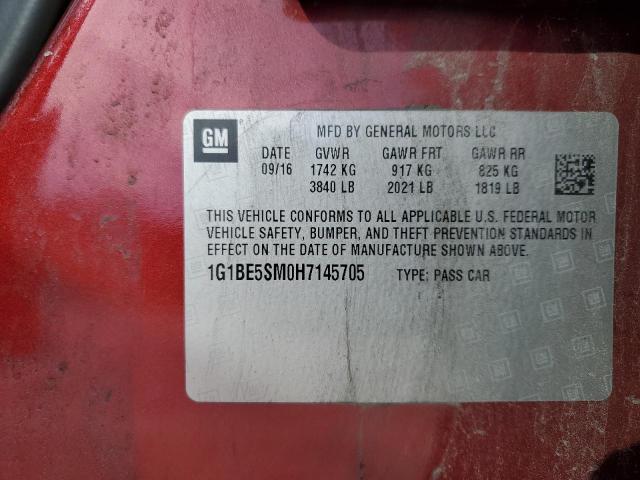 GM
MFD BY GENERAL MOTORS LLC
DATE GVWR GAWR FRT GAWR RR
09/16 1742 KG 917 KG 825 KG
3840 LB 2021 LB 1819 LB
THIS VEHICLE CONFORMS TO ALL APPLICABLE U.S. FEDERAL MOTOR
VEHICLE SAFETY, BUMPER, AND THEFT PREVENTION STANDARDS IN
EFFECT ON THE DATE OF MANUFACTURE SHOWN ABOVE.
1G1BE5SM0H7145705 TYPE: PASS CAR